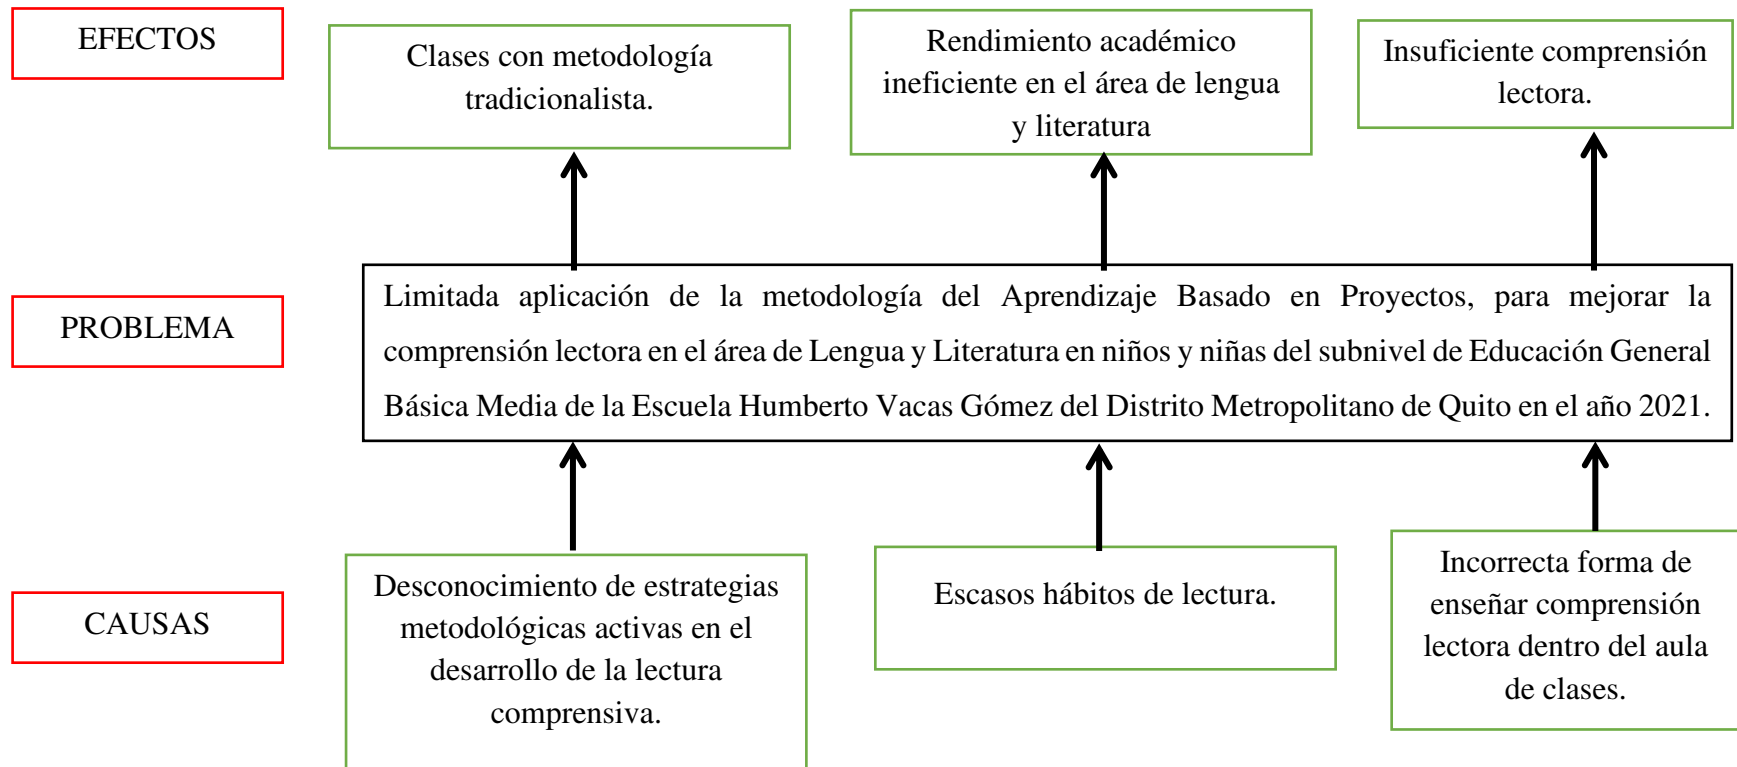 EFECTOS
Clases con metodología
tradicionalista.
Rendimiento académico
ineficiente en el área de lengua
y literatura
Insuficiente comprensión
lectora.
PROBLEMA
Limitada aplicación de la metodología del Aprendizaje Basado en Proyectos, para mejorar la
comprensión lectora en el área de Lengua y Literatura en niños y niñas del subnivel de Educación General
Básica Media de la Escuela Humberto Vacas Gómez del Distrito Metropolitano de Quito en el año 2021.
CAUSAS
Desconocimiento de estrategias
metodológicas activas en el
desarrollo de la lectura
comprensiva.
Escasos hábitos de lectura.
Incorrecta forma de
enseñar comprensión
lectora dentro del aula
de clases.